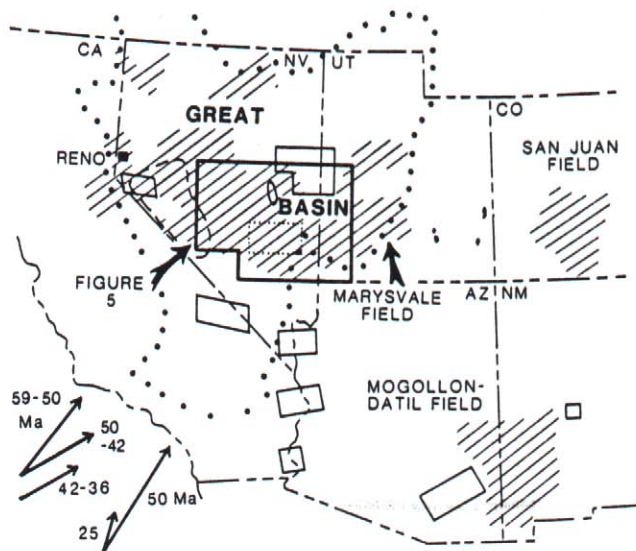 CA
NV UT
GREAT
CO
RENO
SAN JUAN
FIELD
BASIN
FIGURE
5
MARYSVALE
FIELD
AZ NM
MOGOLLON-
DATIL FIELD
59-50
Ma
50
-42
42-36
50 Ma
25